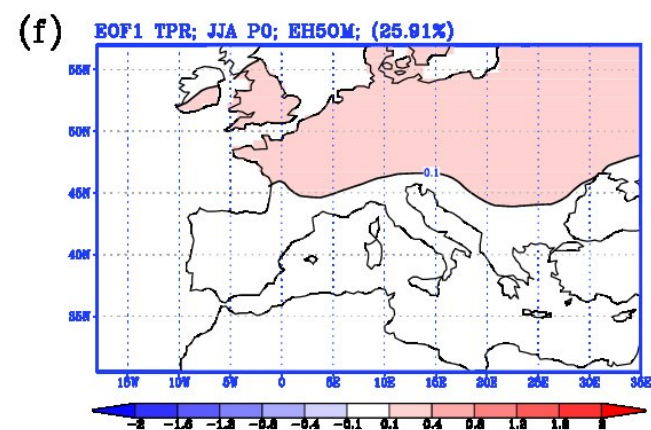 (f) EOF1 TPR; JJA P0; EH5OM; (25.91%)
55N
50N
0.1
45N
40N
35N
15W 10W 5W 0 5E 10E 15E 20E 25E 30E 35E
-2 -1.6 -1.2 -0.8 -0.4 -0.1 0.1 0.4 0.8 1.2 1.6 2